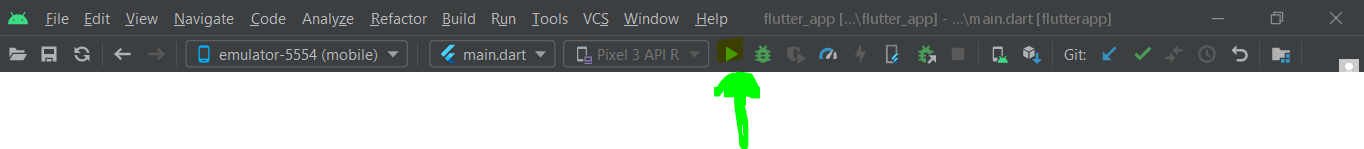 File Edit View Navigate Code Analyze Refactor Build Run Tools VCS Window Help flutter_app [...\flutter_app] - ...\main.dart [flutterapp]
emulator-5554 (mobile) main.dart Pixel 3 API R Git: